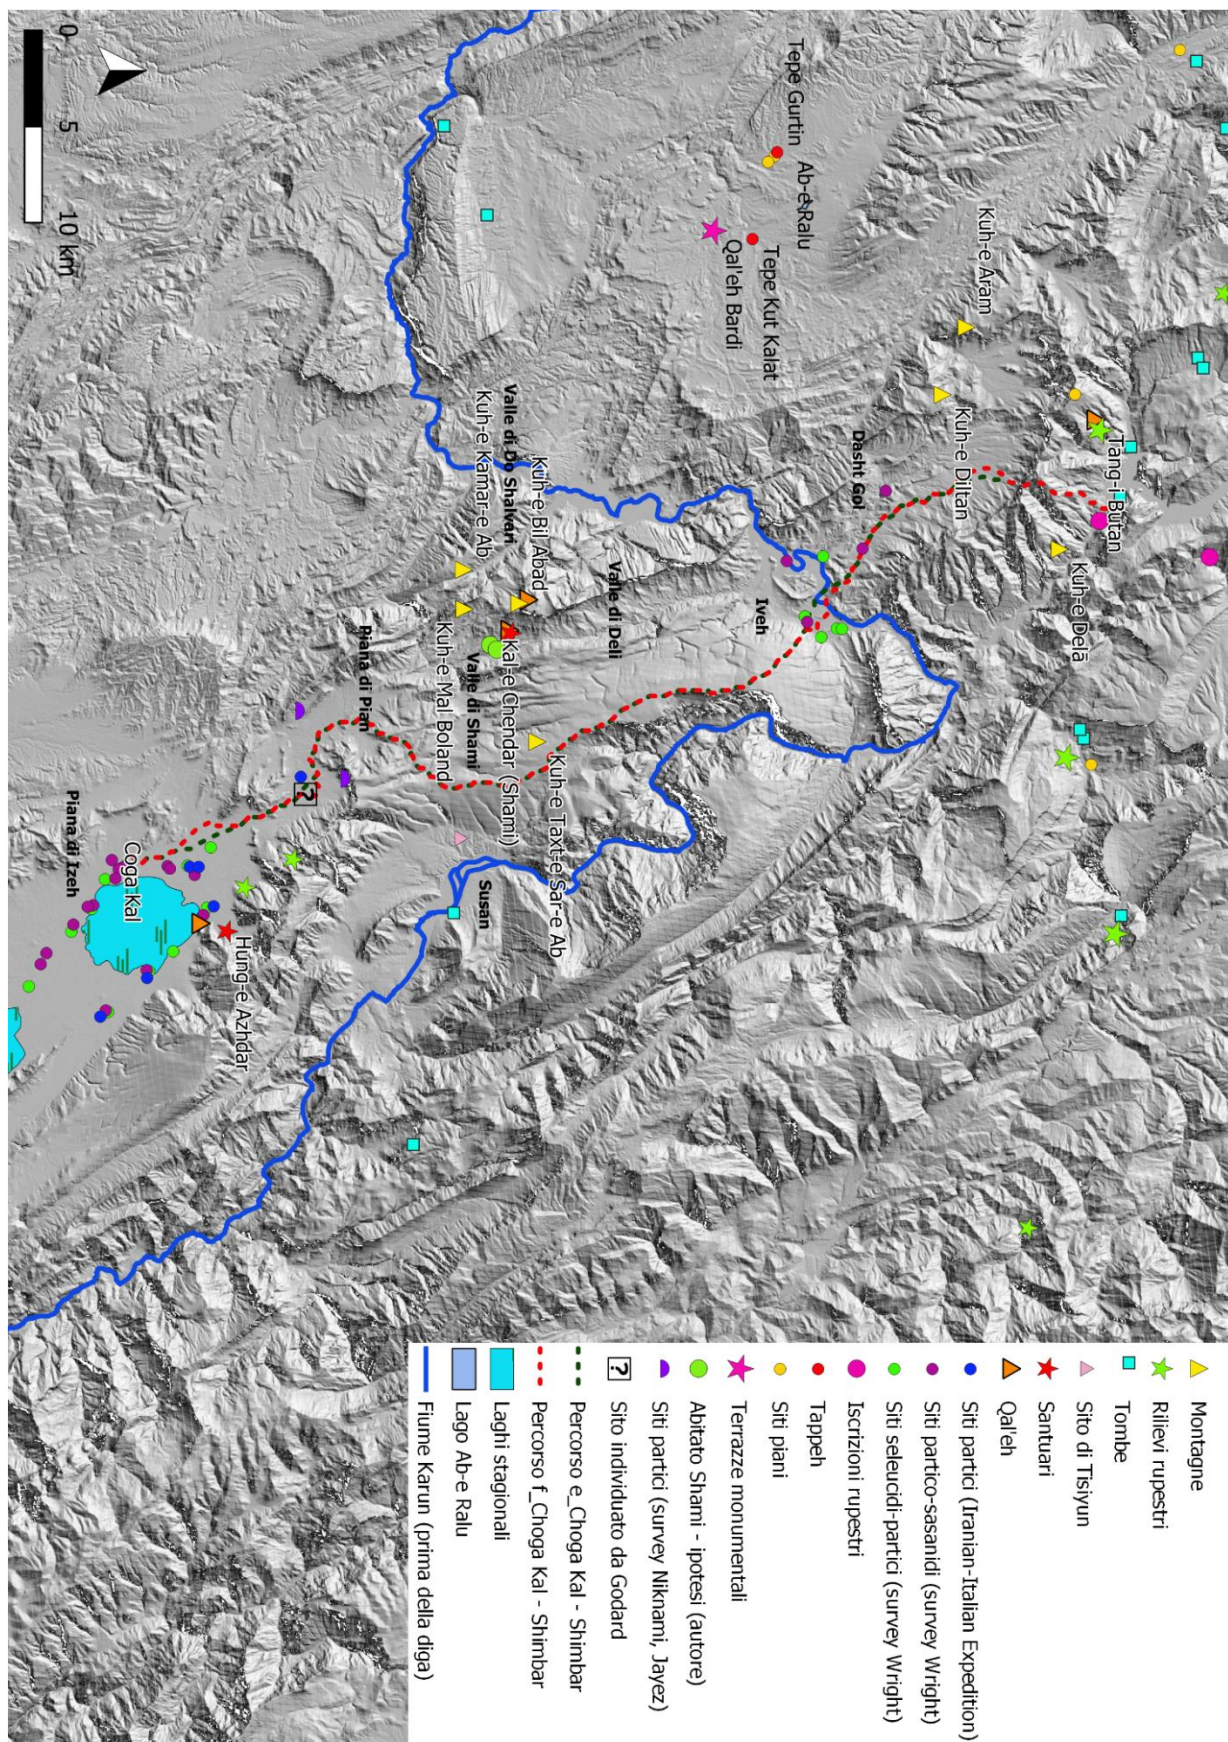 0
5
10 km
Tepe Gurtin
Ab-e Ralu
Tepe Kut Kalat
Qal'eh Bardi
Kuh-e Aram
Kuh-e Diltan
Tang-i-Butan
Kuh-e Delā
Dasht Gol
Iveh
Valle di Do Shalvari
Kuh-e Kamar-e Ab
Kuh-e Bil Abad
Valle di Deli
Kal-e Chendar (Shami)
Valle di Shami
Kuh-e Mal Boland
Kuh-e Taxt-e Sar-e Ab
Piana di Pian
?
Susan
Piana di Izeh
Coga Kal
Hung-e Azhdar
Montagne
Rilievi rupestri
Tombe
Sito di Tisiyun
Santuari
Qal'eh
Siti partici (Iranian-Italian Expedition)
Siti partico-sasanidi (survey Wright)
Siti seleucidi-partici (survey Wright)
Iscrizioni rupestri
Tappeh
Siti piani
Terrazze monumentali
Abitato Shami - ipotesi (autore)
Siti partici (survey Niknami, Jayez)
? Sito individuato da Godard
Percorso e_Choga Kal - Shimbar
Percorso f_Choga Kal - Shimbar
Laghi stagionali
Lago Ab-e Ralu
Fiume Karun (prima della diga)